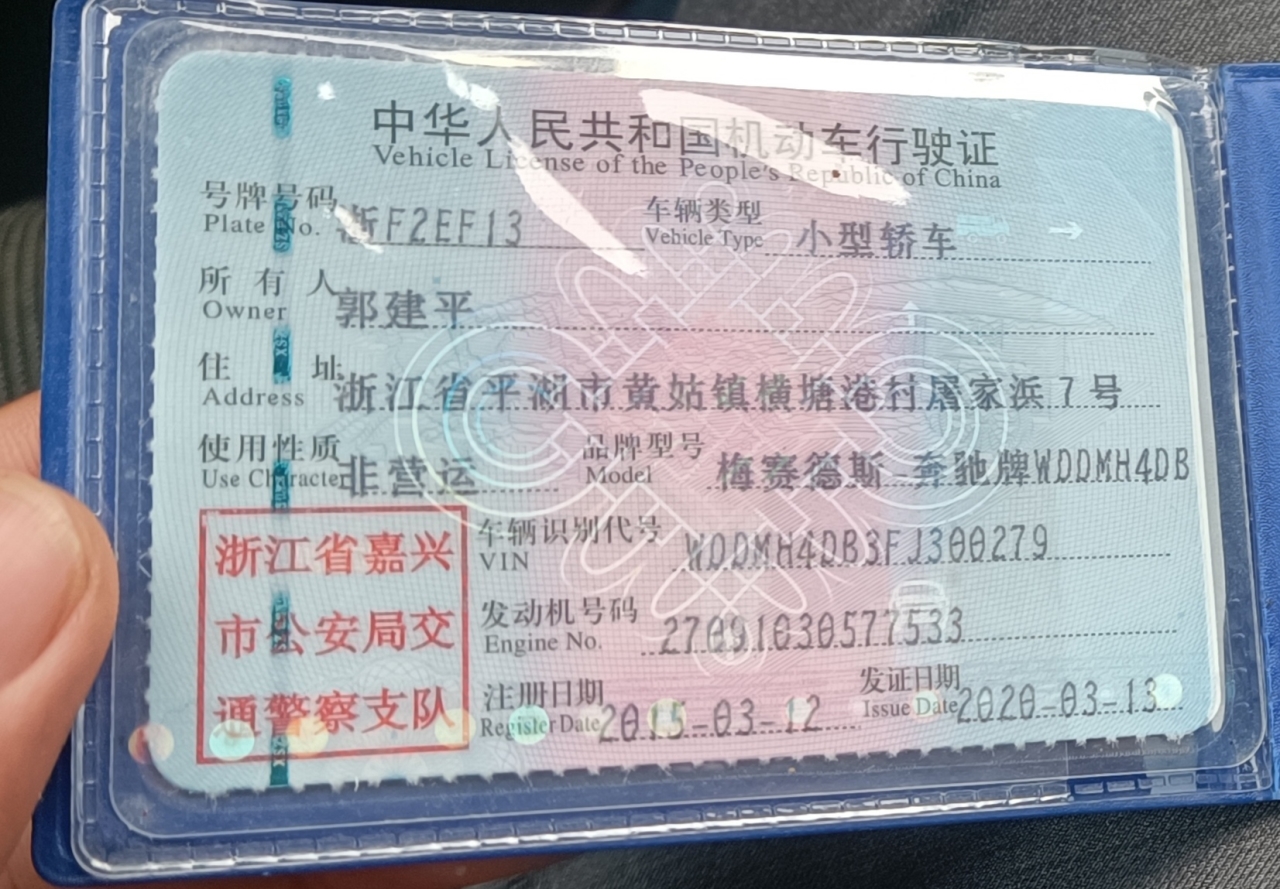 中华人民共和国机动车行驶证
Vehicle License of the People's Republic of China
号牌号码 浙F2EF13 车辆类型 小型轿车
Plate No. Vehicle Type
所有人 郭建平
Owner
住址 浙江省平湖市黄姑镇横塘港村屠家浜7号
Address
使用性质 非营运 品牌型号 梅赛德斯-奔驰牌WDDMH4DB
Use Character Model
浙江省嘉兴
市公安局交
通警察支队
车辆识别代号 WDDMH4DB3FJ300279
VIN
发动机号码 27091030577533
Engine No.
注册日期 2015-03-12 发证日期 2020-03-13
Register Date Issue Date